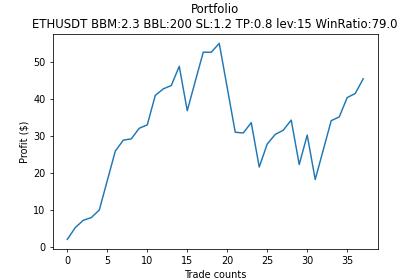 Portfolio
ETHUSDT BBM:2.3 BBL:200 SL:1.2 TP:0.8 lev:15 WinRatio:79.0
50
40
30
20
10
0
Profit ($)
0 5 10 15 20 25 30 35
Trade counts